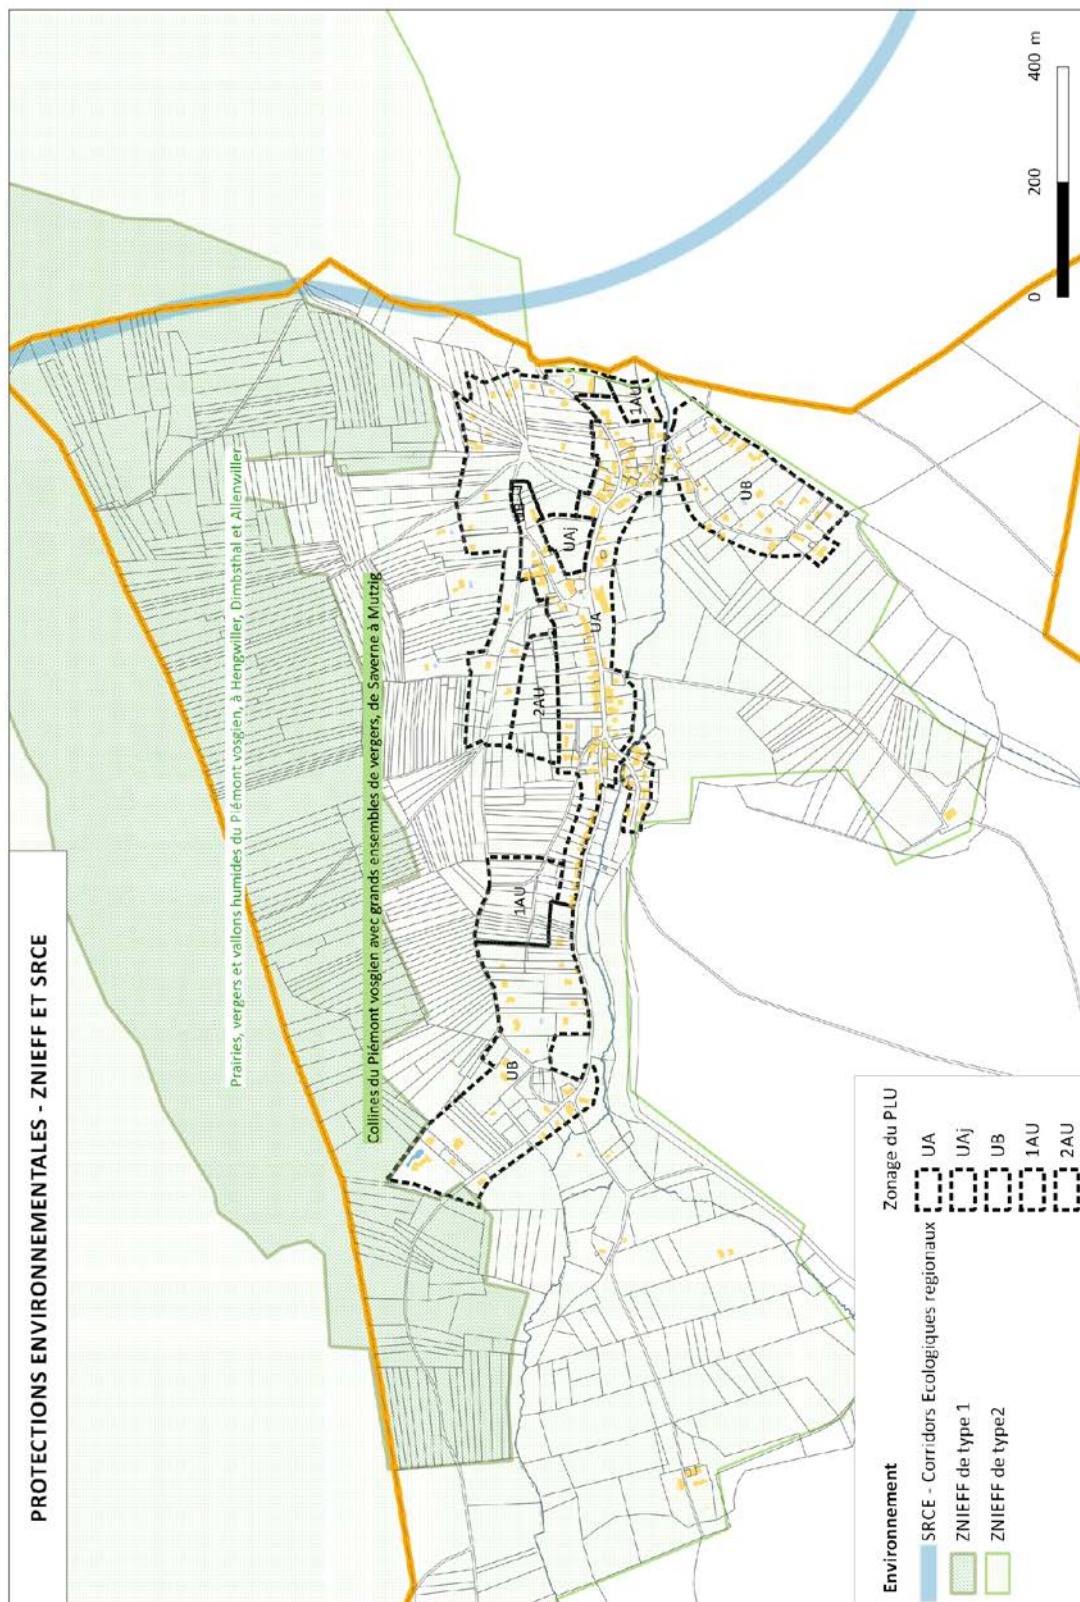 PROTECTIONS ENVIRONNEMENTALES - ZNIEFF ET SRCE
Prairies, vergers et vallons humides du Piémont vosgien, à Hengwiller, Dimbsthal et Allenwiller
Collines du Piémont vosgien avec grands ensembles de vergers, de Saverne à Mutzig
UB
1AU
2AU
UA
UAj
1AU
UB
0 200 400 m
Environnement
SRCE - Corridors Ecologiques regionaux
ZNIEFF de type 1
ZNIEFF de type2
Zonage du PLU
UA
UAj
UB
1AU
2AU